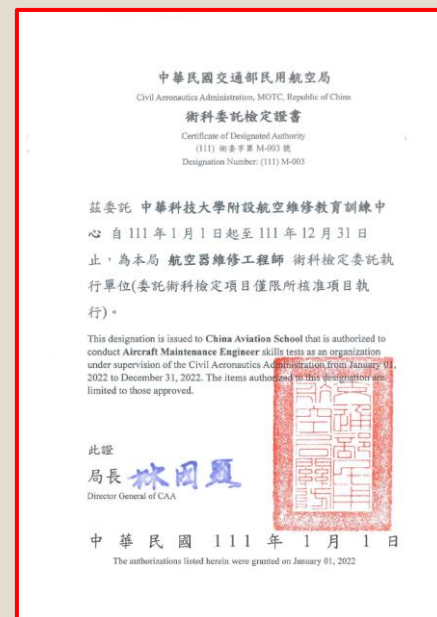 中華民國交通部民用航空局
Civil Aeronautics Administration, MOTC, Republic of China
術科委託檢定證書
Certificate of Designated Authority
(111) 術委字第 M-003 號
Designation Number: (111) M-003
茲委託 中華科技大學附設航空維修教育訓練中
心 自 111 年 1 月 1 日起至 111 年 12 月 31 日
止，為本局 航空器維修工程師 術科檢定委託執
行單位(委託術科檢定項目僅限所核准項目執
行)。
This designation is issued to China Aviation School that is authorized to
conduct Aircraft Maintenance Engineer skills tests as an organization
under supervision of the Civil Aeronautics Administration from January 01,
2022 to December 31, 2022. The items authorized to this designation are
limited to those approved.
此證
局長 林国顯
Director General of CAA
中 華 民 國 111 年 1 月 1 日
The authorizations listed herein were granted on January 01, 2022